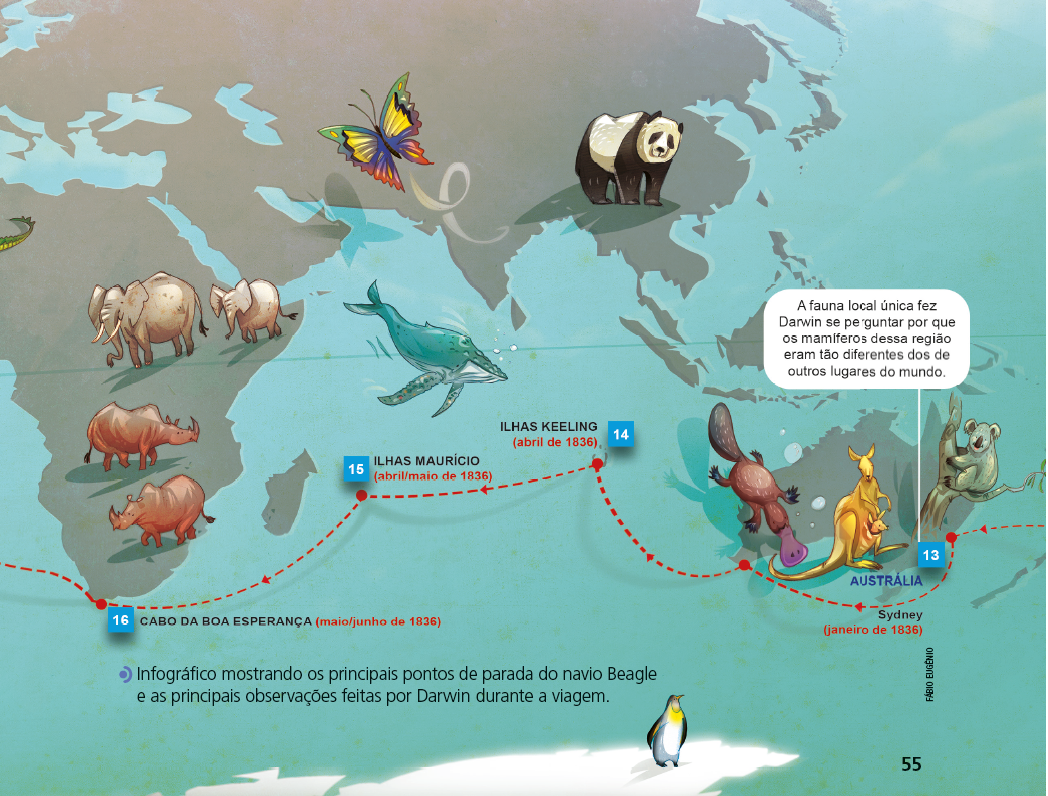 A fauna local única fez
Darwin se perguntar por que
os mamíferos dessa região
eram tão diferentes dos de
outros lugares do mundo.
ILHAS KEELING
(abril de 1836)
14
15
ILHAS MAURÍCIO
(abril/maio de 1836)
13
AUSTRÁLIA
Sydney
(janeiro de 1836)
16
CABO DA BOA ESPERANÇA (maio/junho de 1836)
Infográfico mostrando os principais pontos de parada do navio Beagle
e as principais observações feitas por Darwin durante a viagem.
FÁBIO EUGÊNIO
55